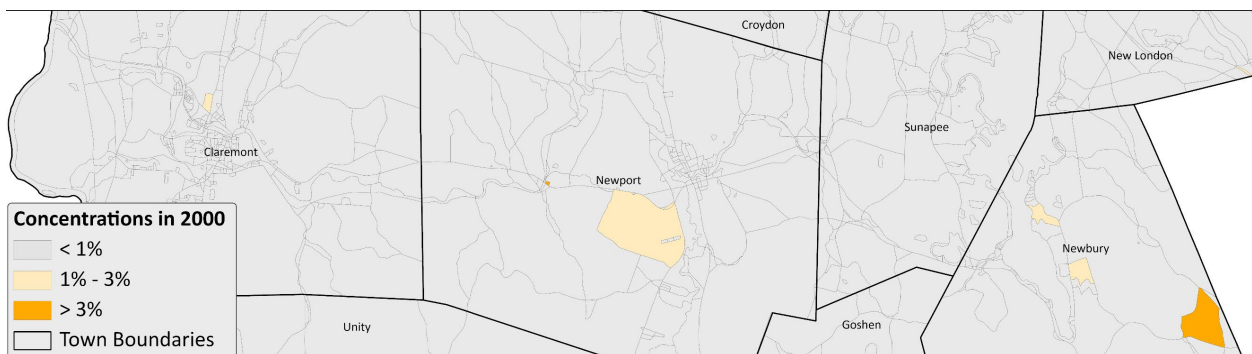 Croydon
New London
Sunapee
Claremont
Newport
Newbury
Unity
Goshen
Concentrations in 2000
< 1%
1% - 3%
> 3%
Town Boundaries